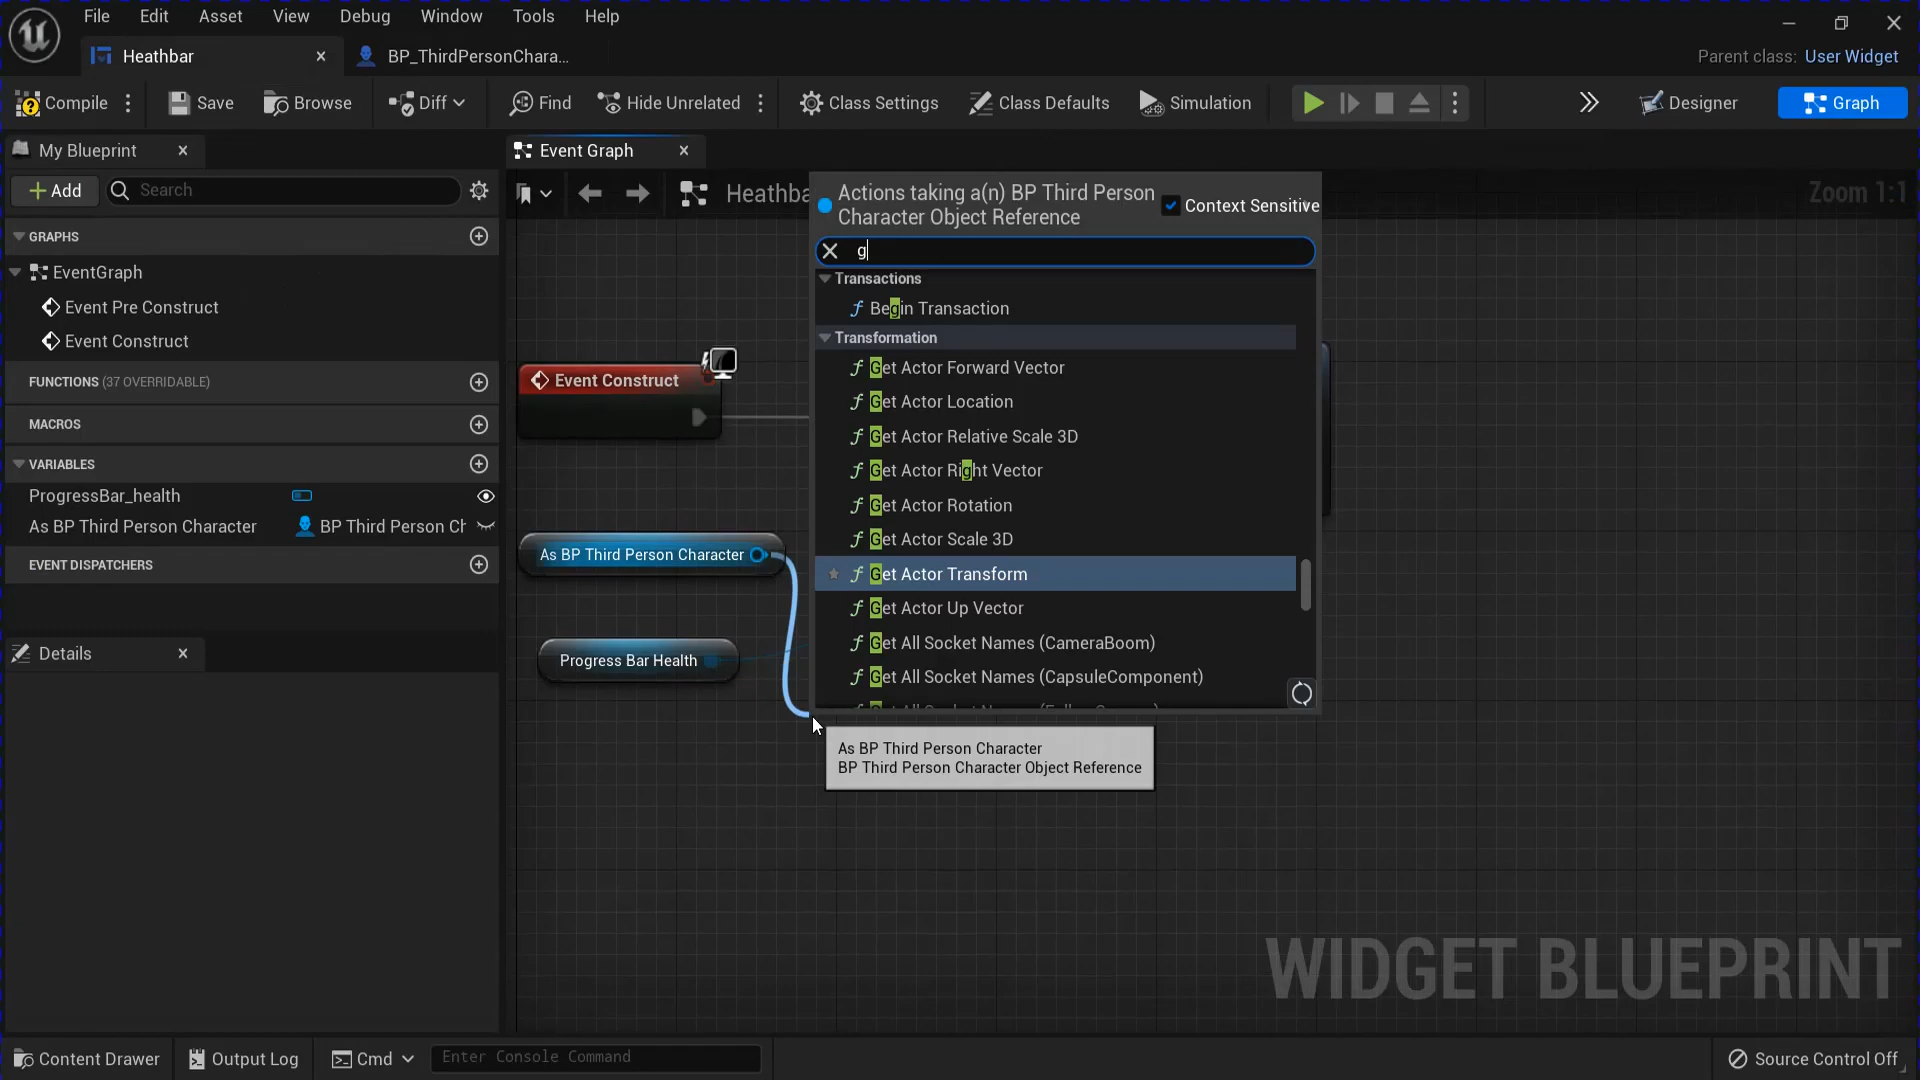 File Edit Asset View Debug Window Tools Help
Heathbar
BP_ThirdPersonChara...
Parent class: User Widget
Compile Save Browse Diff Find Hide Unrelated Class Settings Class Defaults Simulation Designer Graph
My Blueprint
Event Graph
Add Search
Heathba
Zoom 1:1
Actions taking a(n) BP Third Person
Character Object Reference
Context Sensitive
g
GRAPHS
EventGraph
Event Pre Construct
Event Construct
FUNCTIONS (37 OVERRIDABLE)
MACROS
VARIABLES
ProgressBar_health
As BP Third Person Character BP Third Person Ch
EVENT DISPATCHERS
Details
Event Construct
As BP Third Person Character
Progress Bar Health
Transactions
Begin Transaction
Transformation
Get Actor Forward Vector
Get Actor Location
Get Actor Relative Scale 3D
Get Actor Right Vector
Get Actor Rotation
Get Actor Scale 3D
Get Actor Transform
Get Actor Up Vector
Get All Socket Names (CameraBoom)
Get All Socket Names (CapsuleComponent)
As BP Third Person Character
BP Third Person Character Object Reference
WIDGET BLUEPRINT
Content Drawer Output Log Cmd Enter Console Command Source Control Off